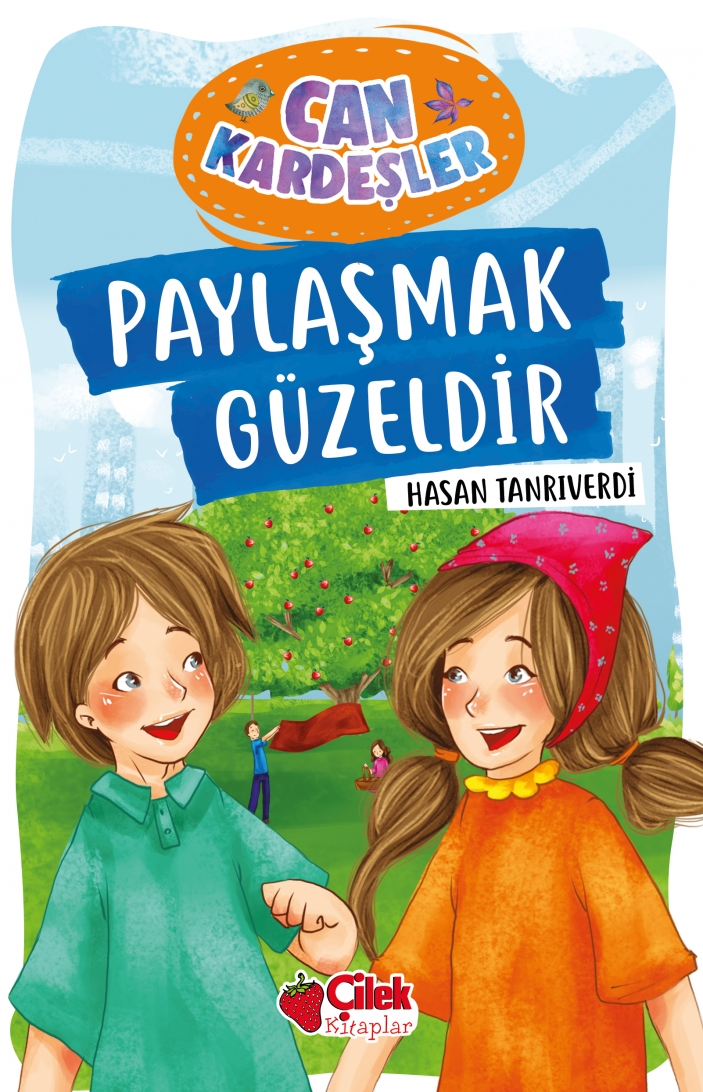 CAN
KARDEŞLER
PAYLAŞMAK
GÜZELDİR
HASAN TANRIVERDİ
Çilek
Kitaplar